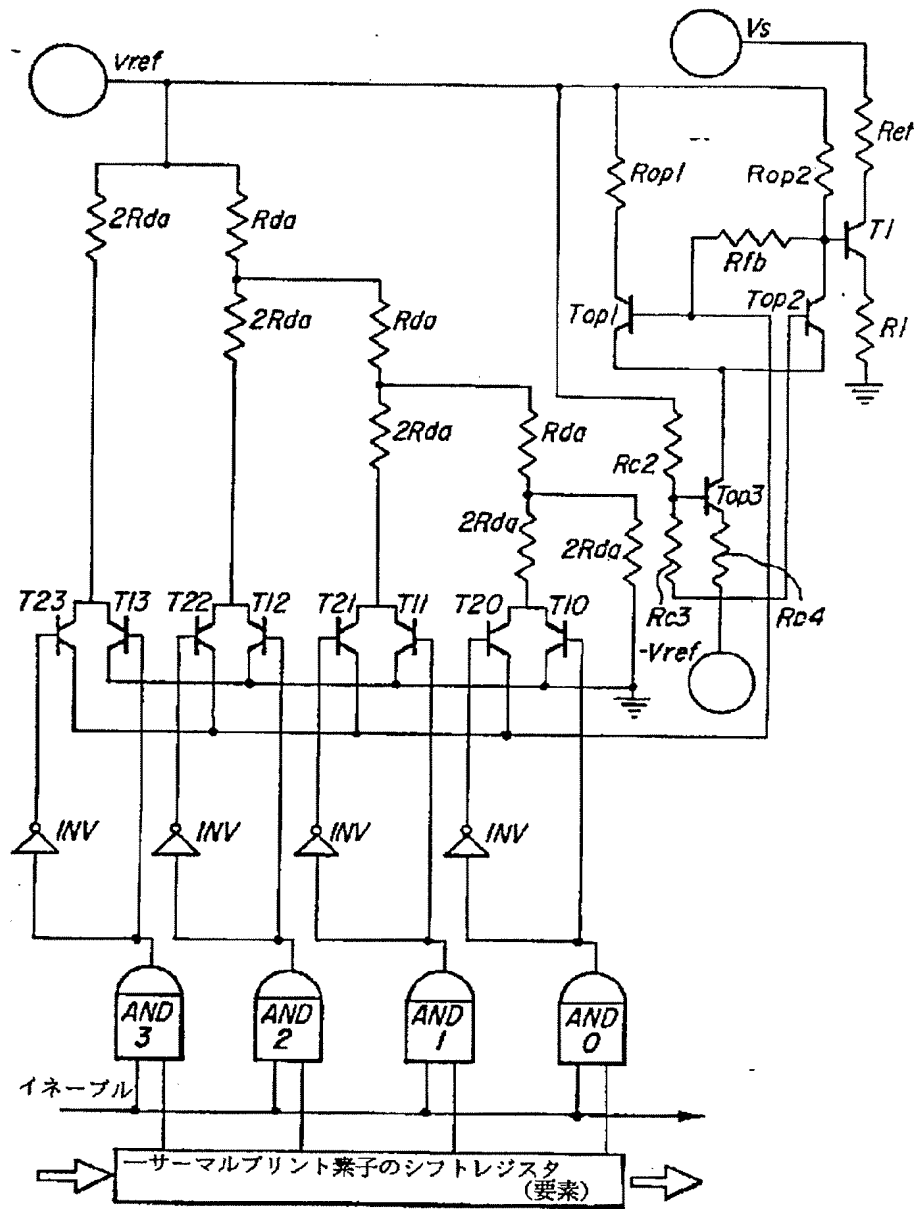 Vref
Vs
Ret
Rop1
Rop2
2Rda
Rda
T1
Rfb
Top1
Top2
2Rda
Rda
R1
2Rda
Rda
Rc2
Top3
2Rda
2Rda
T23
T13
T22
T12
T21
T11
T20
T10
Rc3
Rc4
-Vref
INV
INV
INV
INV
AND
3
AND
2
AND
1
AND
0
イネーブル
一サーマルプリント素子のシフトレジスタ
(要素)